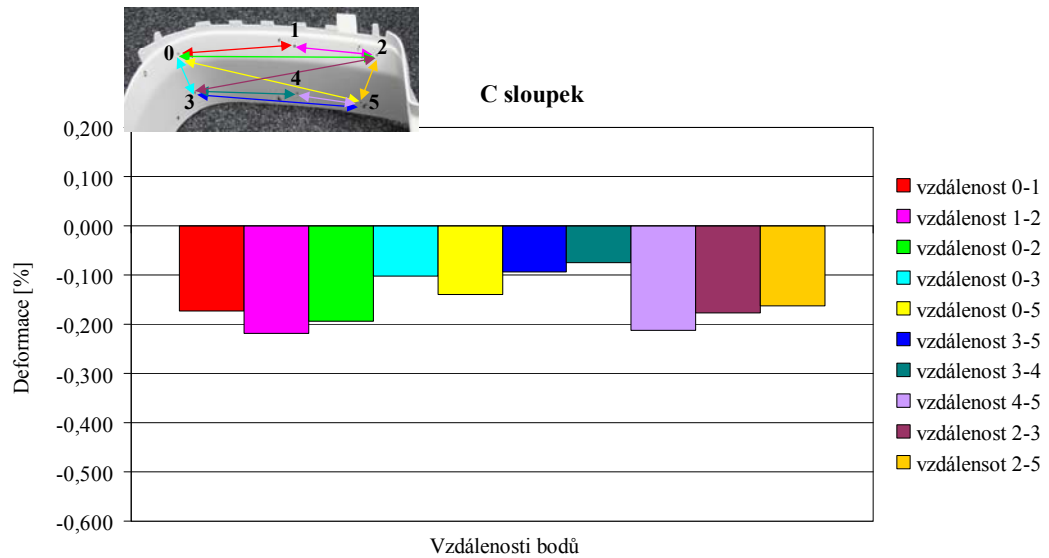 1
0
2
4
3
5
C sloupek
0,200
0,100
0,000
-0,100
-0,200
-0,300
-0,400
-0,500
-0,600
Deformace [%]
Vzdálenosti bodů
vzdálenost 0-1
vzdálenost 1-2
vzdálenost 0-2
vzdálenost 0-3
vzdálenost 0-5
vzdálenost 3-5
vzdálenost 3-4
vzdálenost 4-5
vzdálenost 2-3
vzdálensot 2-5